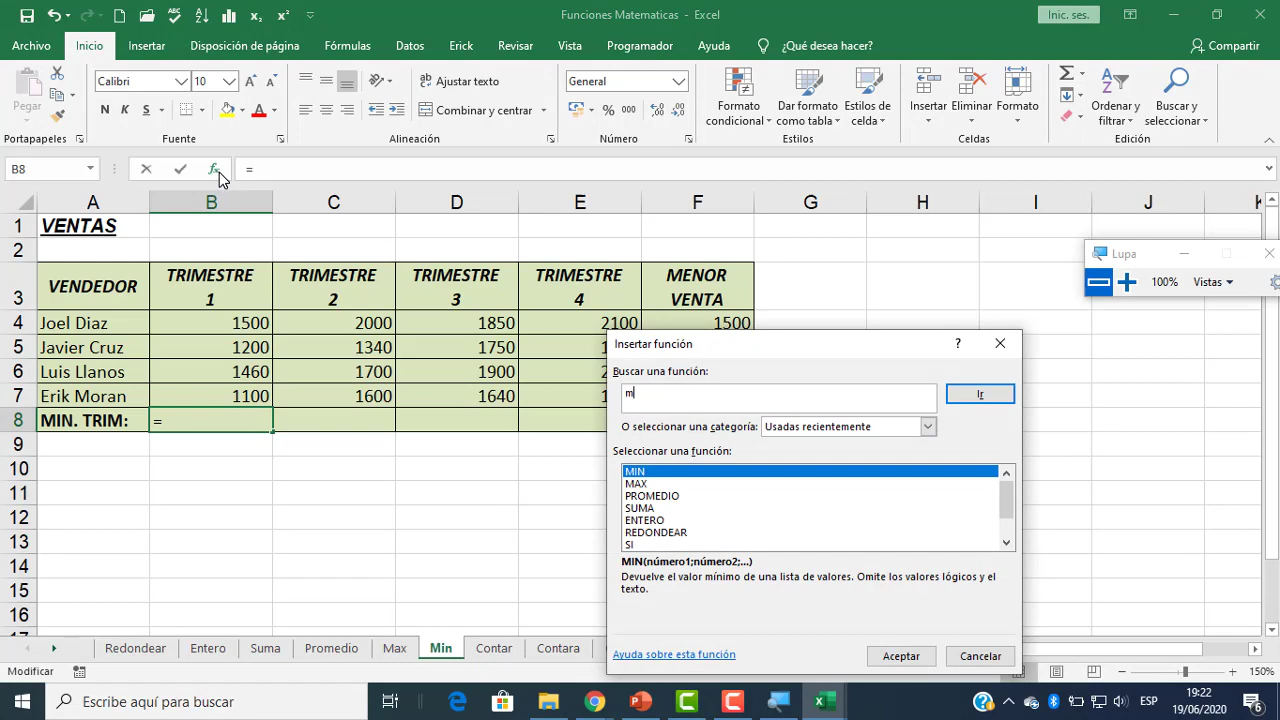 Funciones Matematicas - Excel
Inic. ses.
Archivo Inicio Insertar Disposición de página Fórmulas Datos Erick Revisar Vista Programador Ayuda ¿Qué desea hacer? Compartir
Pegar
Calibri 10
N K S
Ajustar texto
Combinar y centrar
General
% 000
Formato condicional
Dar formato como tabla
Estilos de celda
Insertar Eliminar Formato
Ordenar y filtrar
Buscar y seleccionar
Portapapeles Fuente Alineación Número Estilos Celdas Edición
B8 fx =
A B C D E F G H I J K
1 VENTAS
2
3 VENDEDOR TRIMESTRE 1 TRIMESTRE 2 TRIMESTRE 3 TRIMESTRE 4 MENOR VENTA
4 Joel Diaz 1500 2000 1850 2100 1500
5 Javier Cruz 1200 1340 1750
6 Luis Llanos 1460 1700 1900
7 Erik Moran 1100 1600 1640
8 MIN. TRIM: =
9
10
11
12
13
14
15
16
17
Lupa
100% Vistas
Insertar función
?
Buscar una función:
m
Ir
O seleccionar una categoría: Usadas recientemente
Seleccionar una función:
MIN
MAX
PROMEDIO
SUMA
ENTERO
REDONDEAR
SI
MIN(número1;número2;...)
Devuelve el valor mínimo de una lista de valores. Omite los valores lógicos y el
texto.
Ayuda sobre esta función
Aceptar Cancelar
Redondear Entero Suma Promedio Max Min Contar Contara
Modificar 150%
Escribe aquí para buscar
ESP
19:22
19/06/2020
6